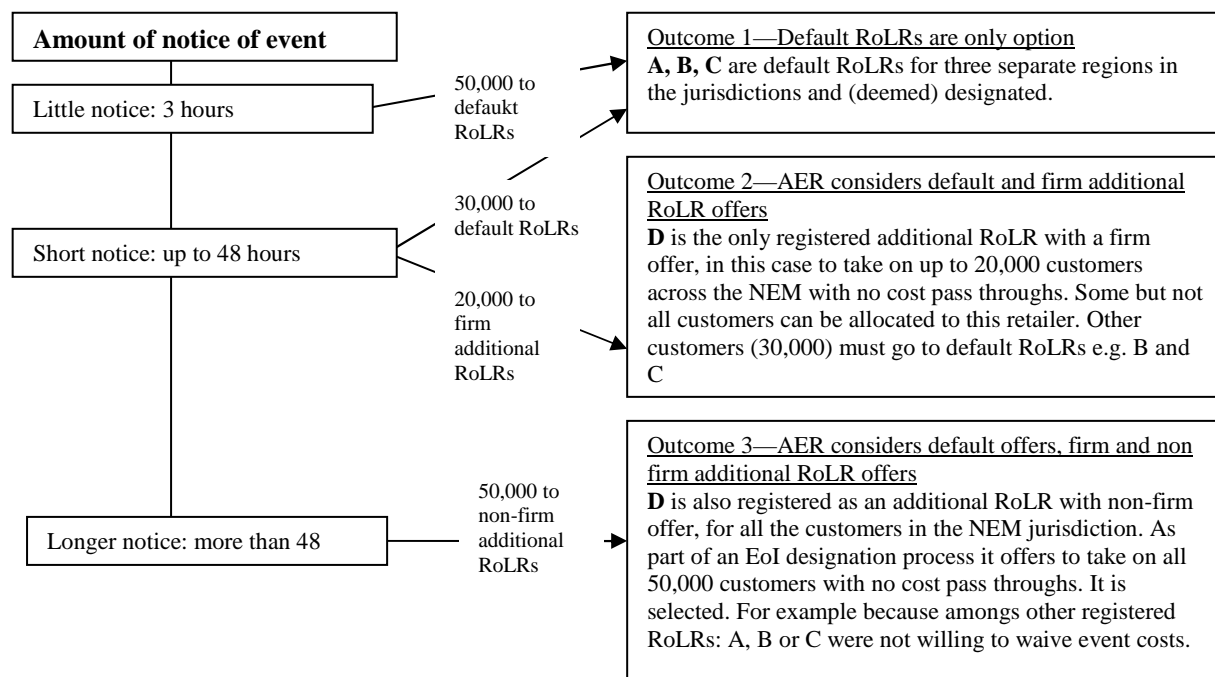 Amount of notice of event
Little notice: 3 hours
50,000 to
defaukt
RoLRs
Outcome 1—Default RoLRs are only option
A, B, C are default RoLRs for three separate regions in
the jurisdictions and (deemed) designated.
Short notice: up to 48 hours
30,000 to
default RoLRs
20,000 to
firm
additional
RoLRs
Outcome 2—AER considers default and firm additional
RoLR offers
D is the only registered additional RoLR with a firm
offer, in this case to take on up to 20,000 customers
across the NEM with no cost pass throughs. Some but not
all customers can be allocated to this retailer. Other
customers (30,000) must go to default RoLRs e.g. B and
C
Longer notice: more than 48
50,000 to
non-firm
additional
RoLRs
Outcome 3—AER considers default offers, firm and non
firm additional RoLR offers
D is also registered as an additional RoLR with non-firm
offer, for all the customers in the NEM jurisdiction. As
part of an EoI designation process it offers to take on all
50,000 customers with no cost pass throughs. It is
selected. For example because amongs other registered
RoLRs: A, B or C were not willing to waive event costs.